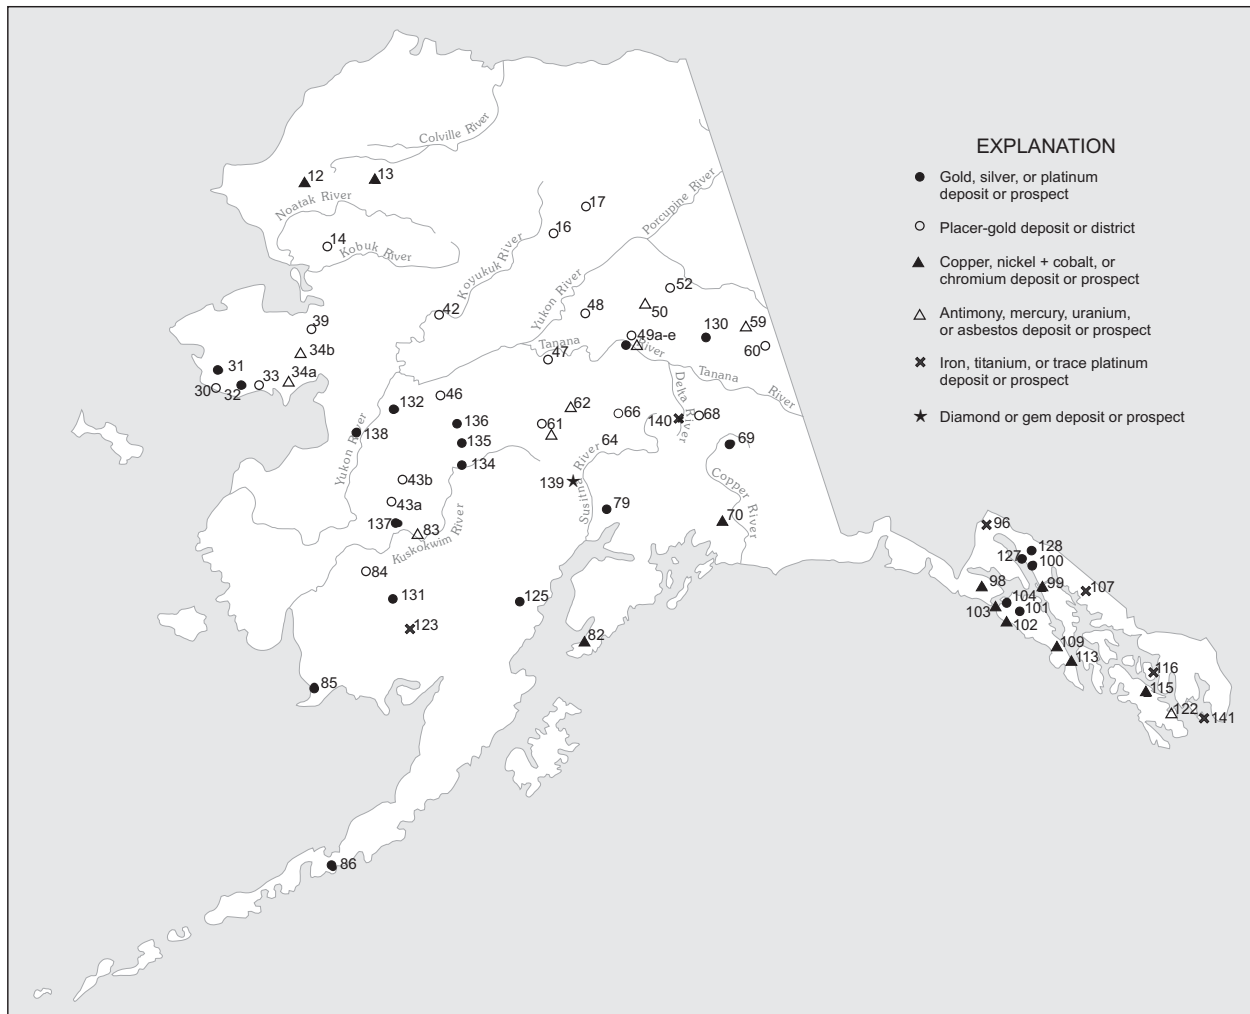 Colville River
12
13
Noatak River
14
Kobuk River
17
16
Koyukuk River
Porcupine River
Yukon River
42
48
52
50
49a-e
130
59
60
Tanana
River
47
Tanana
River
39
34b
31
34a
33
30
32
132
46
136
138
135
134
Yukon River
62
61
66
64
140
Delta River
68
69
139
Susitna
River
79
70
Copper River
43b
43a
137
83
Kuskokwim River
84
131
123
125
82
85
86
96
128
127
100
98
99
107
104
103
101
102
109
113
116
115
122
141
EXPLANATION
Gold, silver, or platinum
deposit or prospect
Placer-gold deposit or district
Copper, nickel + cobalt, or
chromium deposit or prospect
Antimony, mercury, uranium,
or asbestos deposit or prospect
Iron, titanium, or trace platinum
deposit or prospect
Diamond or gem deposit or prospect